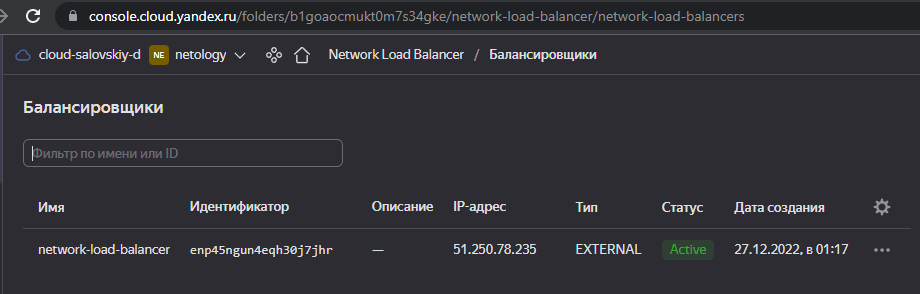 console.cloud.yandex.ru/folders/b1goaocmukt0m7s34gke/network-load-balancer/network-load-balancers
cloud-salovskiy-d NE netology Network Load Balancer / Балансировщики
Балансировщики
Фильтр по имени или ID
Имя Идентификатор Описание IP-адрес Тип Статус Дата создания
network-load-balancer enp45ngun4eqh30j7jhr — 51.250.78.235 EXTERNAL Active 27.12.2022, в 01:17